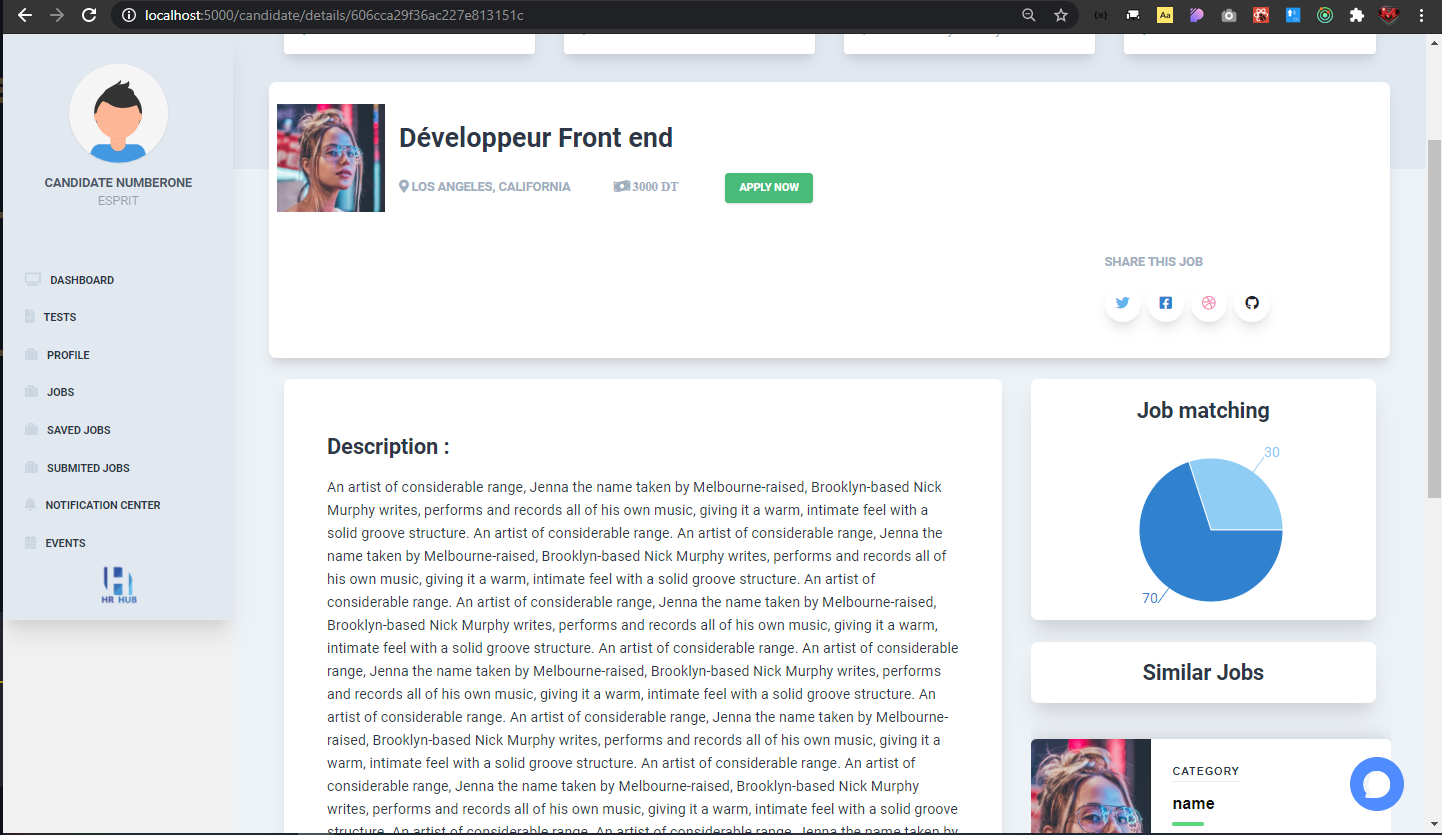 localhost:5000/candidate/details/606cca29f36ac227e813151c
Aa
CANDIDATE NUMBERONE
ESPRIT
DASHBOARD
TESTS
PROFILE
JOBS
SAVED JOBS
SUBMITED JOBS
NOTIFICATION CENTER
EVENTS
HR HUB
Développeur Front end
LOS ANGELES, CALIFORNIA
3000 DT
APPLY NOW
SHARE THIS JOB
Description :
An artist of considerable range, Jenna the name taken by Melbourne-raised, Brooklyn-based Nick
Murphy writes, performs and records all of his own music, giving it a warm, intimate feel with a
solid groove structure. An artist of considerable range. An artist of considerable range, Jenna the
name taken by Melbourne-raised, Brooklyn-based Nick Murphy writes, performs and records all of
his own music, giving it a warm, intimate feel with a solid groove structure. An artist of
considerable range. An artist of considerable range, Jenna the name taken by Melbourne-raised,
Brooklyn-based Nick Murphy writes, performs and records all of his own music, giving it a warm,
intimate feel with a solid groove structure. An artist of considerable range. An artist of considerable
range, Jenna the name taken by Melbourne-raised, Brooklyn-based Nick Murphy writes, performs
and records all of his own music, giving it a warm, intimate feel with a solid groove structure. An
artist of considerable range. An artist of considerable range, Jenna the name taken by Melbourne-
raised, Brooklyn-based Nick Murphy writes, performs and records all of his own music, giving it a
warm, intimate feel with a solid groove structure. An artist of considerable range. An artist of
considerable range, Jenna the name taken by Melbourne-raised, Brooklyn-based Nick Murphy
writes, performs and records all of his own music, giving it a warm, intimate feel with a solid groove
structure. An artist of considerable range. An artist of considerable range, Jenna the name taken by
Job matching
30
70
Similar Jobs
CATEGORY
name